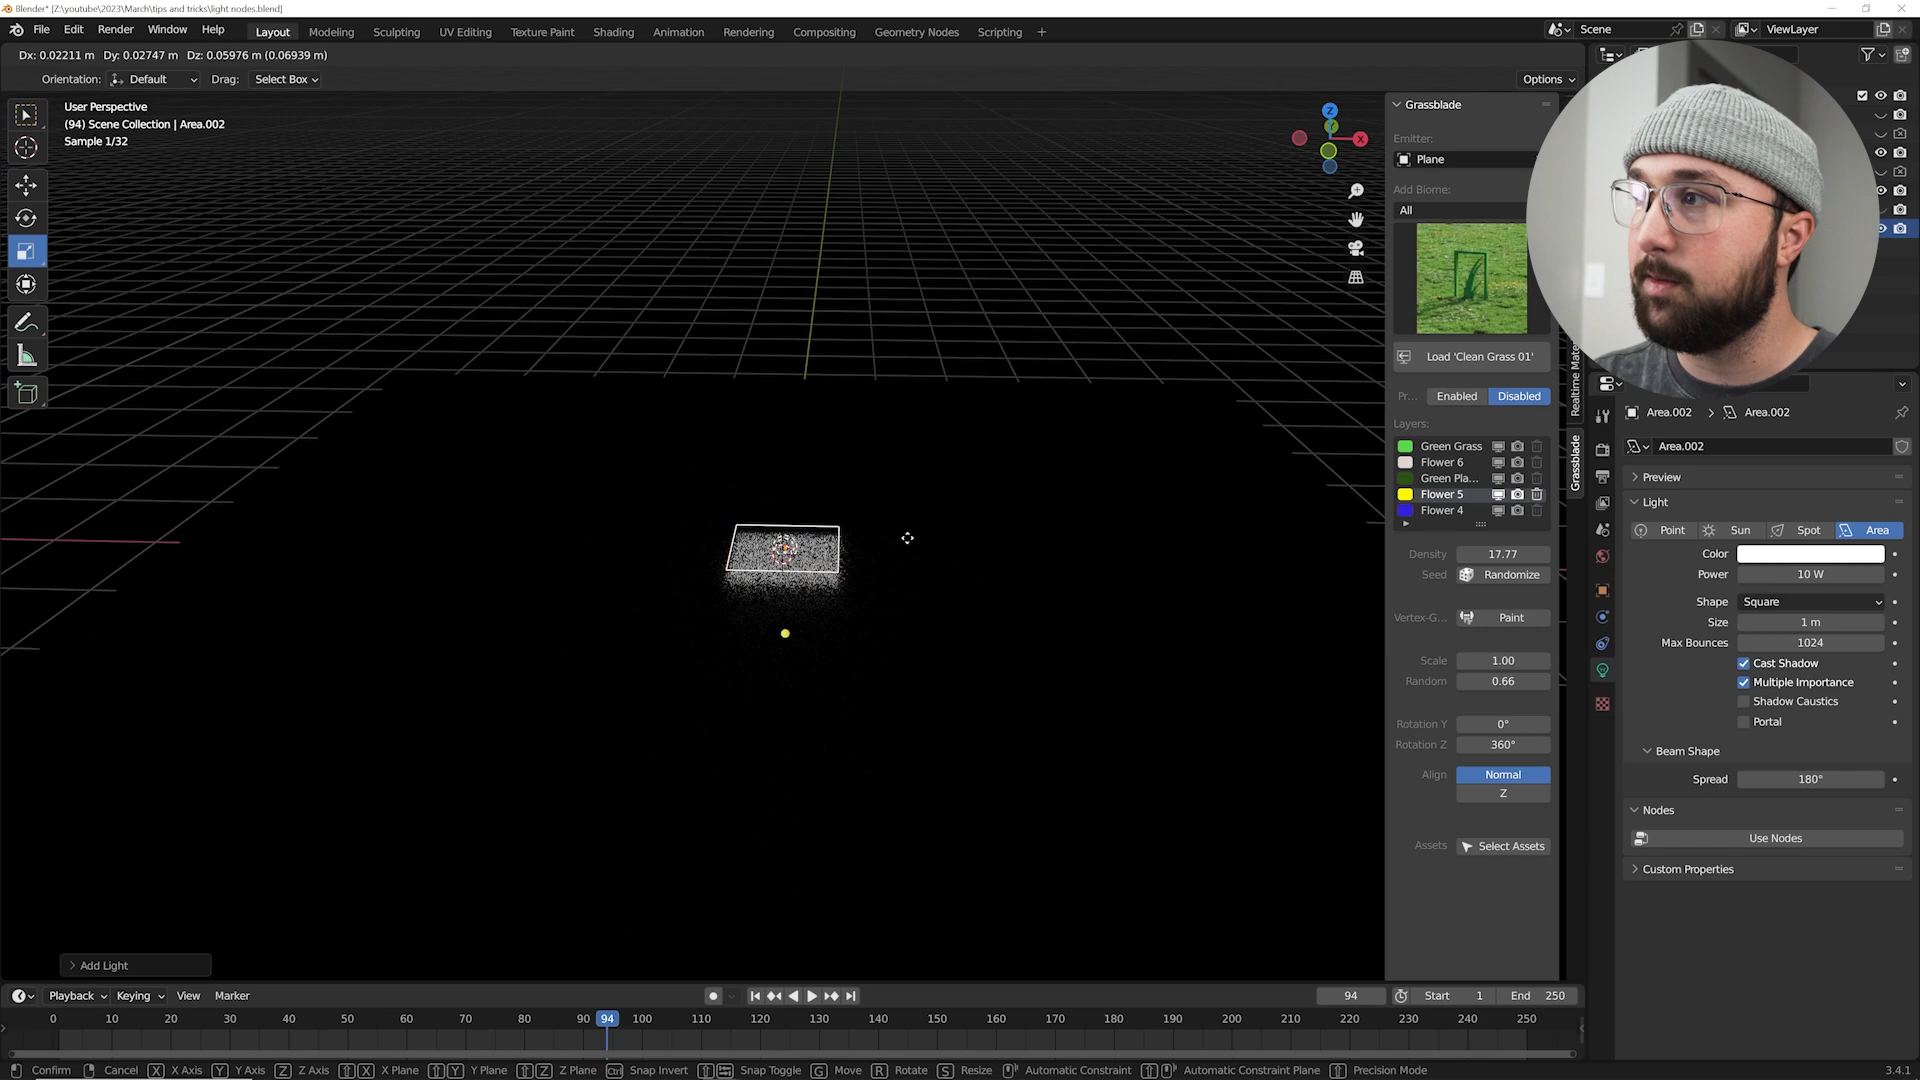 Blender* [Z:\youtube\2023\March\tips and tricks\light nodes.blend]
File Edit Render Window Help Layout Modeling Sculpting UV Editing Texture Paint Shading Animation Rendering Compositing Geometry Nodes Scripting + Scene ViewLayer
Dx: 0.02211 m Dy: 0.02747 m Dz: 0.05976 m (0.06939 m)
Orientation: Default Drag: Select Box Options
User Perspective
(94) Scene Collection | Area.002
Sample 1/32
Z
Y
X
Grassblade
Emitter:
Plane
Add Biome:
All
Load 'Clean Grass 01'
Pr... Enabled Disabled
Layers:
Green Grass
Flower 6
Green Pla...
Flower 5
Flower 4
Density 17.77
Seed Randomize
Vertex-G... Paint
Scale 1.00
Random 0.66
Rotation Y 0°
Rotation Z 360°
Align Normal
Z
Assets Select Assets
Realtime Mate
Grassblade
Area.002 > Area.002
Area.002
Preview
Light
Point Sun Spot Area
Color
Power 10 W
Shape Square
Size 1 m
Max Bounces 1024
Cast Shadow
Multiple Importance
Shadow Caustics
Portal
Beam Shape
Spread 180°
Nodes
Use Nodes
Custom Properties
> Add Light
Playback Keying View Marker 94 Start 1 End 250
0 10 20 30 40 50 60 70 80 90 94 100 110 120 130 140 150 160 170 180 190 200 210 220 230 240 250
Confirm Cancel X X Axis Y Y Axis Z Z Axis X X Plane Y Y Plane Z Z Plane Ctrl Snap Invert Snap Toggle G Move R Rotate S Resize Automatic Constraint Automatic Constraint Plane Precision Mode 3.4.1